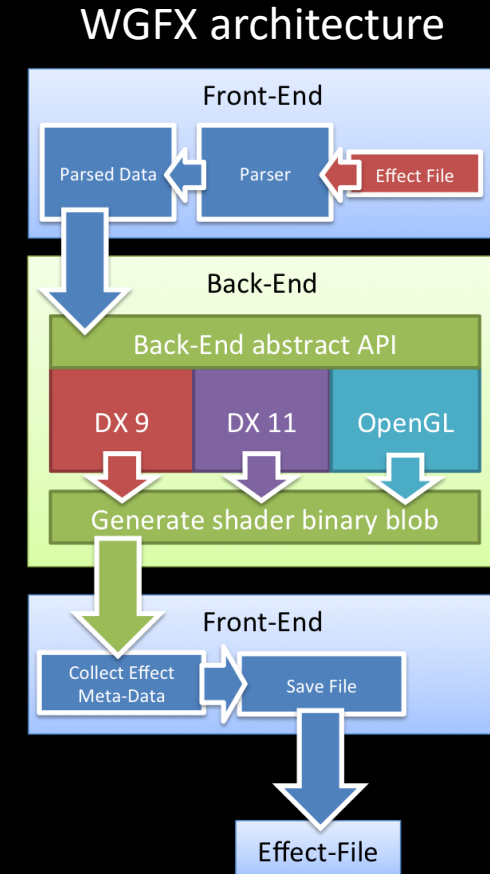 WGFX architecture
Front-End
Parsed Data
Parser
Effect File
Back-End
Back-End abstract API
DX 9
DX 11
OpenGL
Generate shader binary blob
Front-End
Collect Effect
Meta-Data
Save File
Effect-File